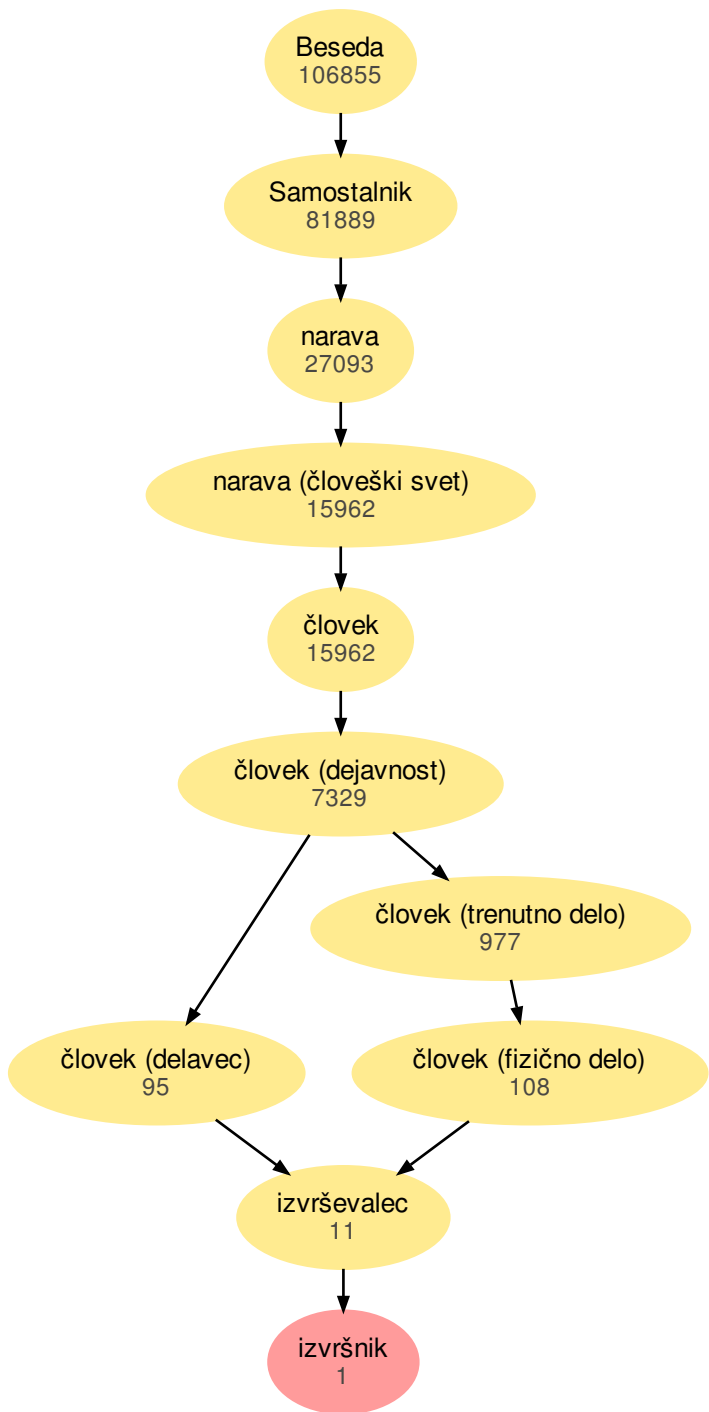 Beseda
106855
Samostalnik
81889
narava
27093
narava (človeški svet)
15962
človek
15962
človek (dejavnost)
7329
človek (trenutno delo)
977
človek (delavec)
95
človek (fizično delo)
108
izvrševalec
11
izvršnik
1